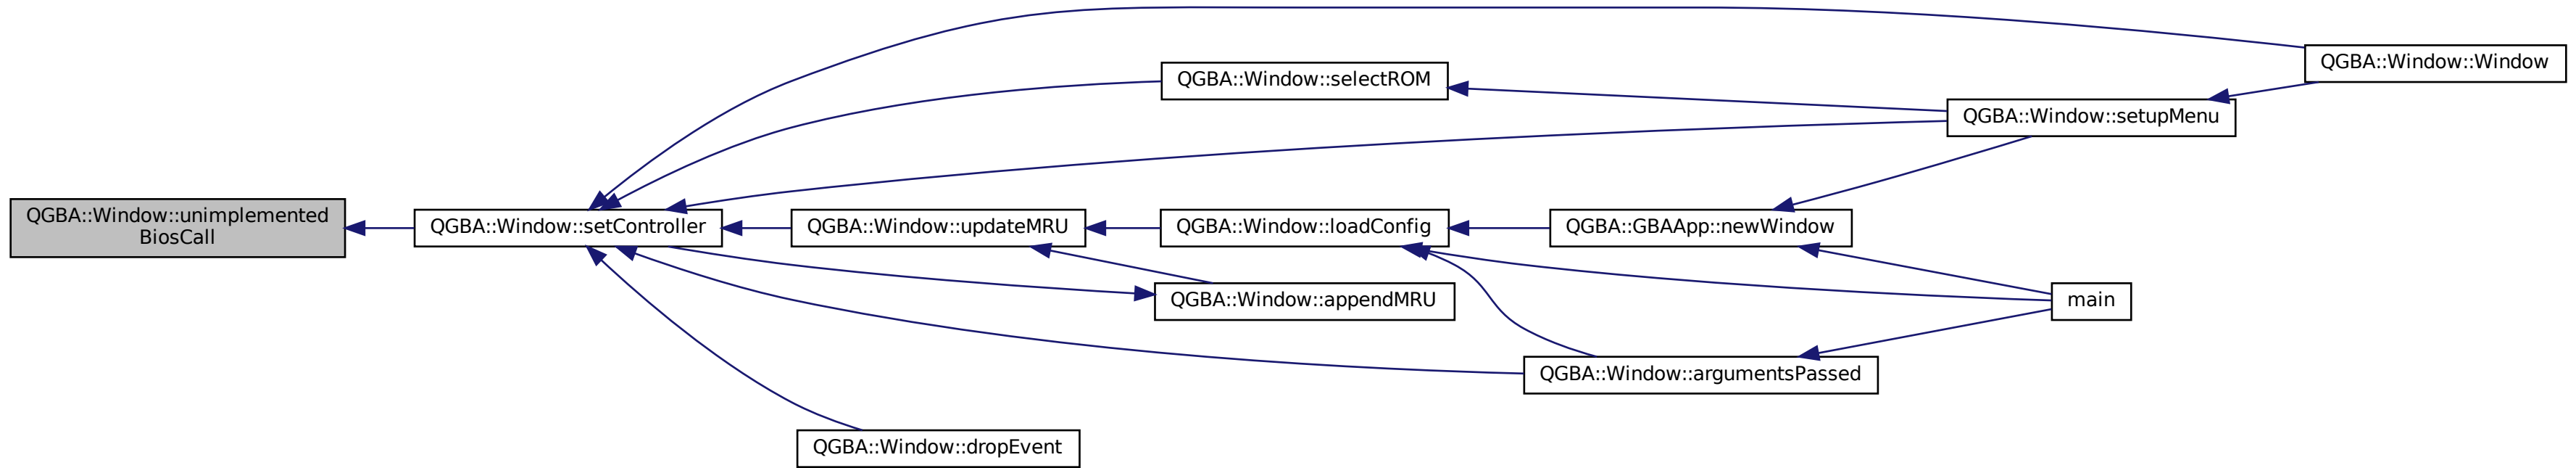 QGBA::Window::unimplemented
BiosCall
QGBA::Window::setController
QGBA::Window::Window
QGBA::Window::selectROM
QGBA::Window::setupMenu
QGBA::Window::updateMRU
QGBA::Window::loadConfig
QGBA::GBAApp::newWindow
QGBA::Window::appendMRU
main
QGBA::Window::argumentsPassed
QGBA::Window::dropEvent